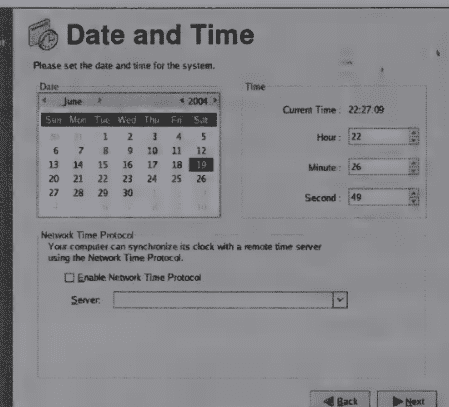 Date and Time
Please set the date and time for the system.
Date
June 2004
Sun Mon Tue Wed Thu Fri Sat
30 31 1 2 3 4 5
6 7 8 9 10 11 12
13 14 15 16 17 18 19
20 21 22 23 24 25 26
27 28 29 30
Time
Current Time : 22:27:09
Hour : 22
Minute : 26
Second : 49
Network Time Protocol
Your computer can synchronize its clock with a remote time server
using the Network Time Protocol.
Enable Network Time Protocol
Server:
Back
Next